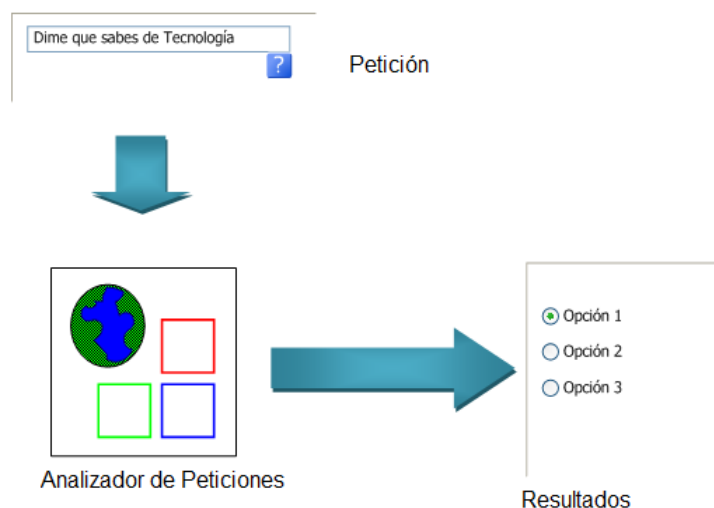 Dime que sabes de Tecnología
?
Petición
Opción 1
Opción 2
Opción 3
Analizador de Peticiones
Resultados